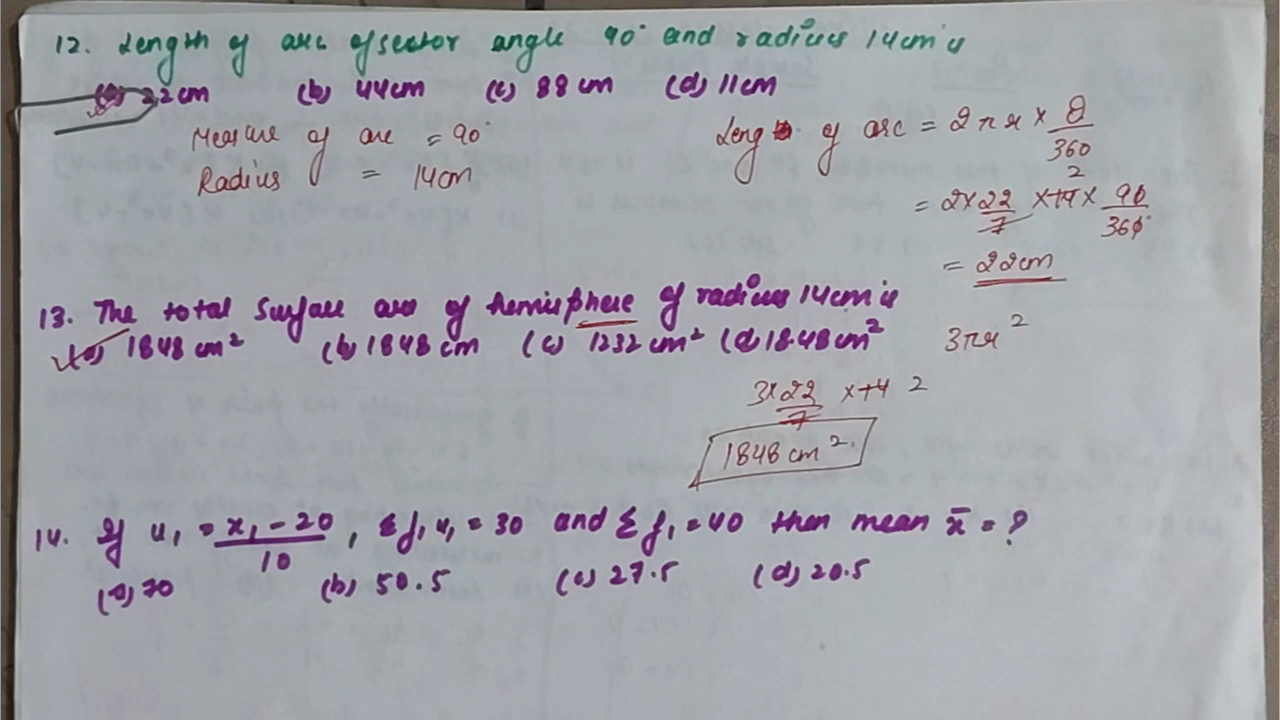 12. Length of arc of sector angle 90° and radius 14cm is
(a) 22cm (b) 44cm (c) 88 cm (d) 11cm
Measure of arc = 90°
Radius = 14cm
Length of arc = 2πr × θ/360
= 2×22/7 ×14× 90/360°
2
= 22cm
13. The total surface area of hemisphere of radius 14cm is
(a) 1848 cm² (b) 1848 cm (c) 1232 cm² (d) 18.48 cm²
3πr²
3×22/7 ×14²
1848 cm².
14. If u₁ = x₁-20/10, Σf₁u₁ = 30 and Σf₁ = 40 then mean x̄ = ?
(a) 70 (b) 50.5 (c) 27.5 (d) 20.5